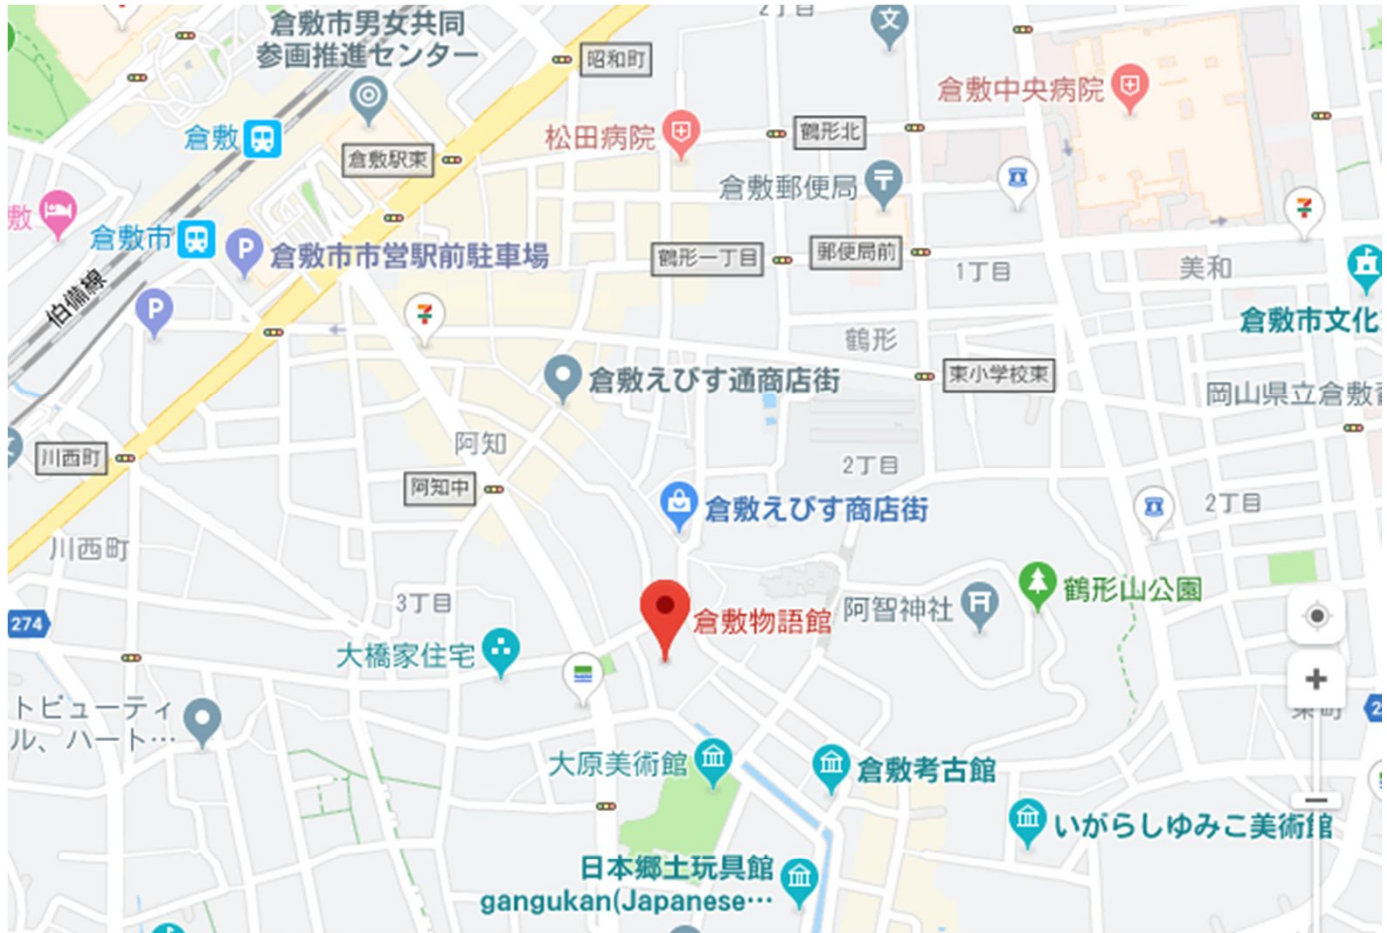 倉敷市男女共同
参画推進センター
2丁目
昭和町
倉敷中央病院
倉敷
松田病院
鶴形北
倉敷駅東
倉敷郵便局
敷
倉敷市
P
倉敷市市営駅前駐車場
鶴形一丁目
郵便局前
1丁目
美和
伯備線
P
7
7
倉敷市文化
鶴形
倉敷えびす通商店街
東小学校東
岡山県立倉敷
阿知
川西町
2丁目
阿知中
倉敷えびす商店街
2丁目
川西町
3丁目
阿智神社
鶴形山公園
274
倉敷物語館
大橋家住宅
トビューティ
ル、ハート…
東町
2
大原美術館
倉敷考古館
いがらしゆみこ美術館
日本郷土玩具館
gangukan(Japanese…
文